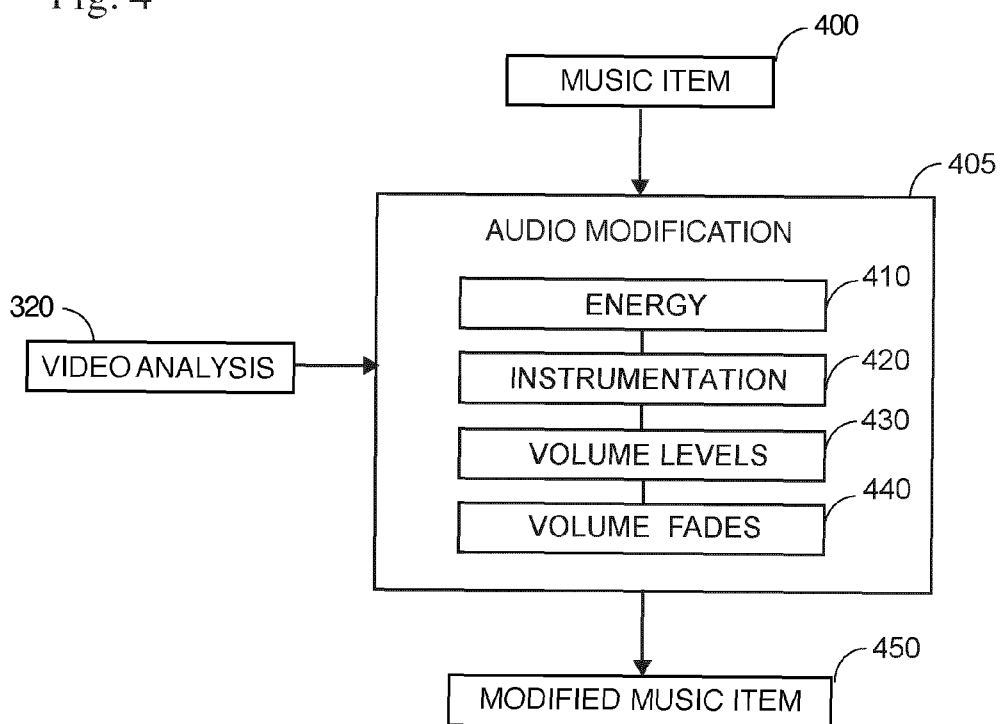 Fig. 4
400
MUSIC ITEM
405
AUDIO MODIFICATION
410
ENERGY
320
VIDEO ANALYSIS
420
INSTRUMENTATION
430
VOLUME LEVELS
440
VOLUME FADES
450
MODIFIED MUSIC ITEM